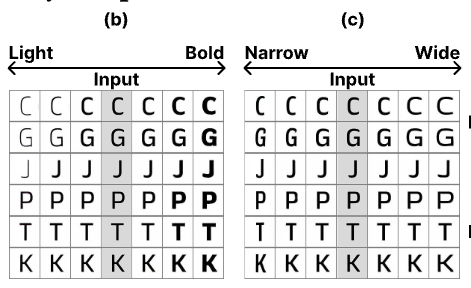 (b)
Light Bold
Input
C C C C C C C
G G G G G G G
J J J J J J J
P P P P P P P
T T T T T T T
K K K K K K K
(c)
Narrow Wide
Input
C C C C C C C
G G G G G G G
J J J J J J J
P P P P P P P
T T T T T T T
K K K K K K K